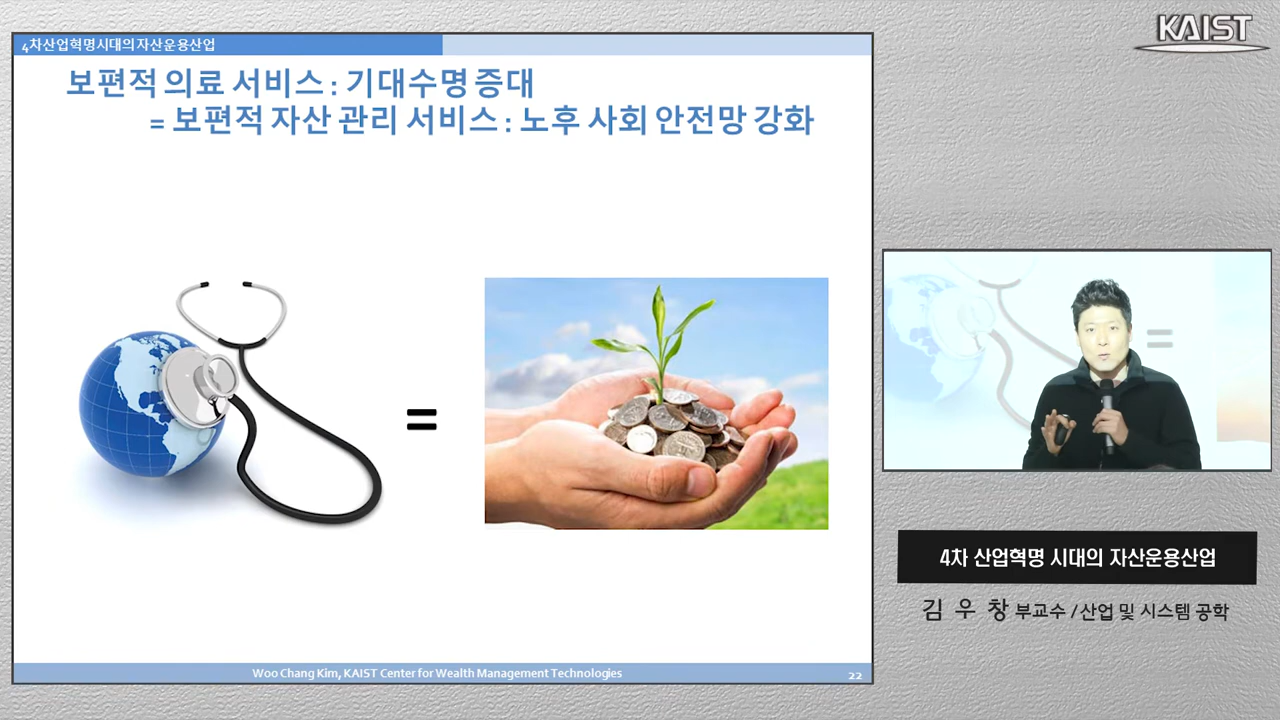 KAIST
4차산업혁명시대의자산운용산업
보편적 의료 서비스 : 기대수명 증대
= 보편적 자산 관리 서비스 : 노후 사회 안전망 강화
=
=
4차 산업혁명 시대의 자산운용산업
김 우 창 부교수 / 산업 및 시스템 공학
Woo Chang Kim, KAIST Center for Wealth Management Technologies
22